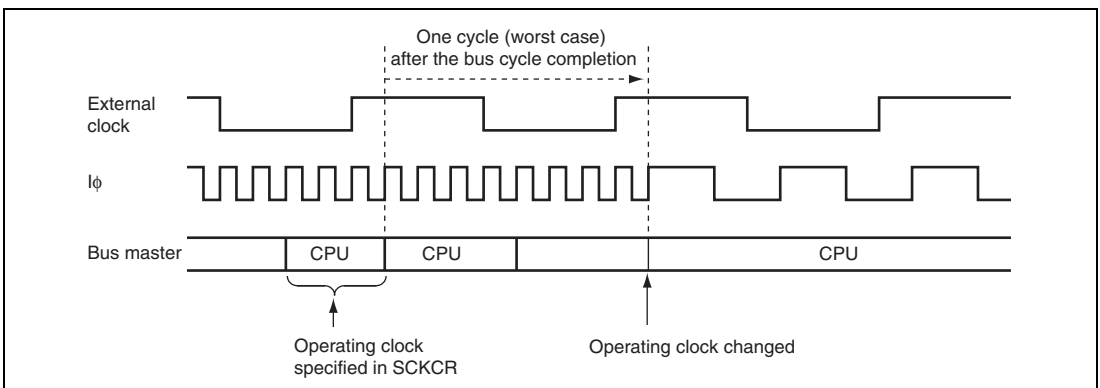 One cycle (worst case)
after the bus cycle completion
External
clock
Iϕ
Bus master
CPU
CPU
CPU
Operating clock
specified in SCKCR
Operating clock changed